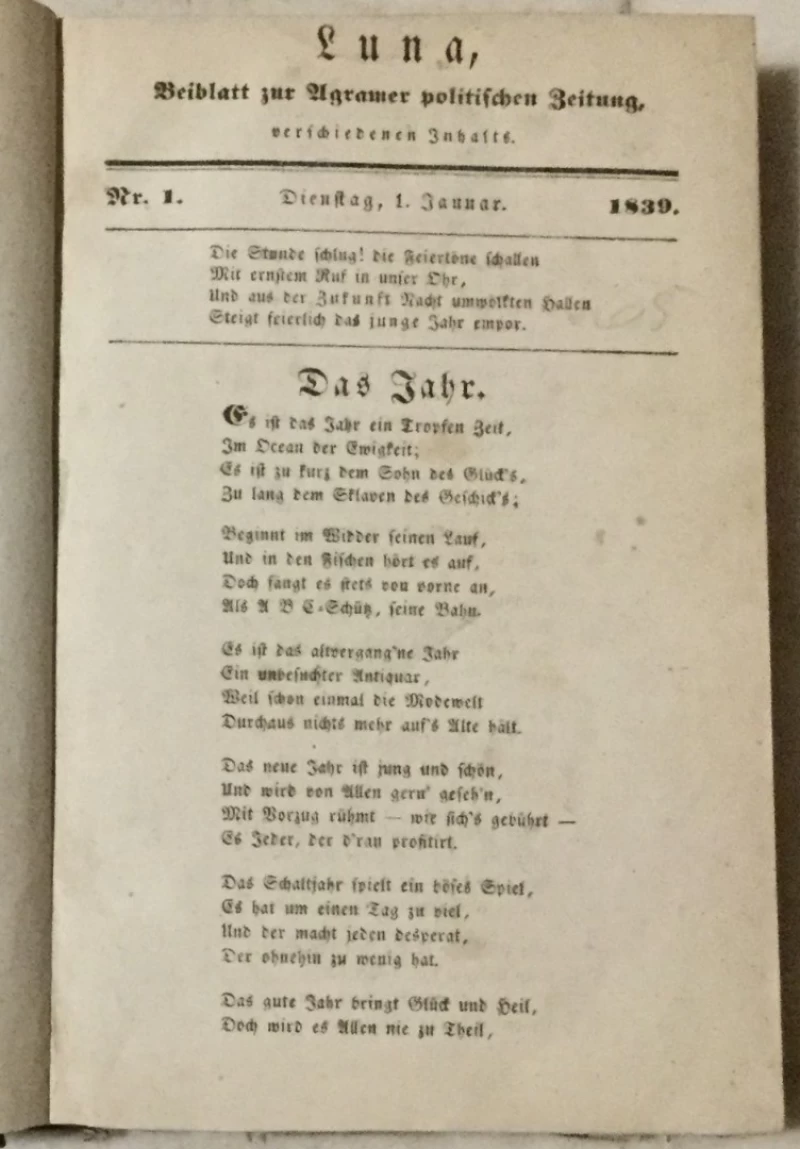 Luna,
Beiblatt zur Agramer politischen Zeitung,
verschiedenen Inhalts.
Nr. 1. Dienstag, 1. Januar. 1839.
Die Stunde schlug! die Feiertöne schallen
Mit ernstem Ruf in unser Ohr,
Und aus der Zukunft Nacht umwölkten Hallen
Steigt feierlich das junge Jahr empor.
Das Jahr.
Es ist das Jahr ein Tropfen Zeit,
Im Ocean der Ewigkeit;
Es ist zu kurz dem Sohn des Glück's,
Zu lang dem Sklaven des Geschick's;
Beginnt im Widder seinen Lauf,
Und in den Fischen hört es auf,
Doch fängt es stets von vorne an,
Als A B C-Schütz, seine Bahn.
Es ist das altvergang'ne Jahr
Ein unbesuchter Antiquar,
Weil schon einmal die Modewelt
Durchaus nichts mehr auf's Alte hält.
Das neue Jahr ist jung und schön,
Und wird von Allen gern' geseh'n,
Mit Vorzug rühmt — wie sich's gebührt —
Es Jeder, der d'ran profitirt.
Das Schaltjahr spielt ein böses Spiel,
Es hat um einen Tag zu viel,
Und der macht jeden desperat,
Der ohnehin zu wenig hat.
Das gute Jahr bringt Glück und Heil,
Doch wird es Allen nie zu Theil,